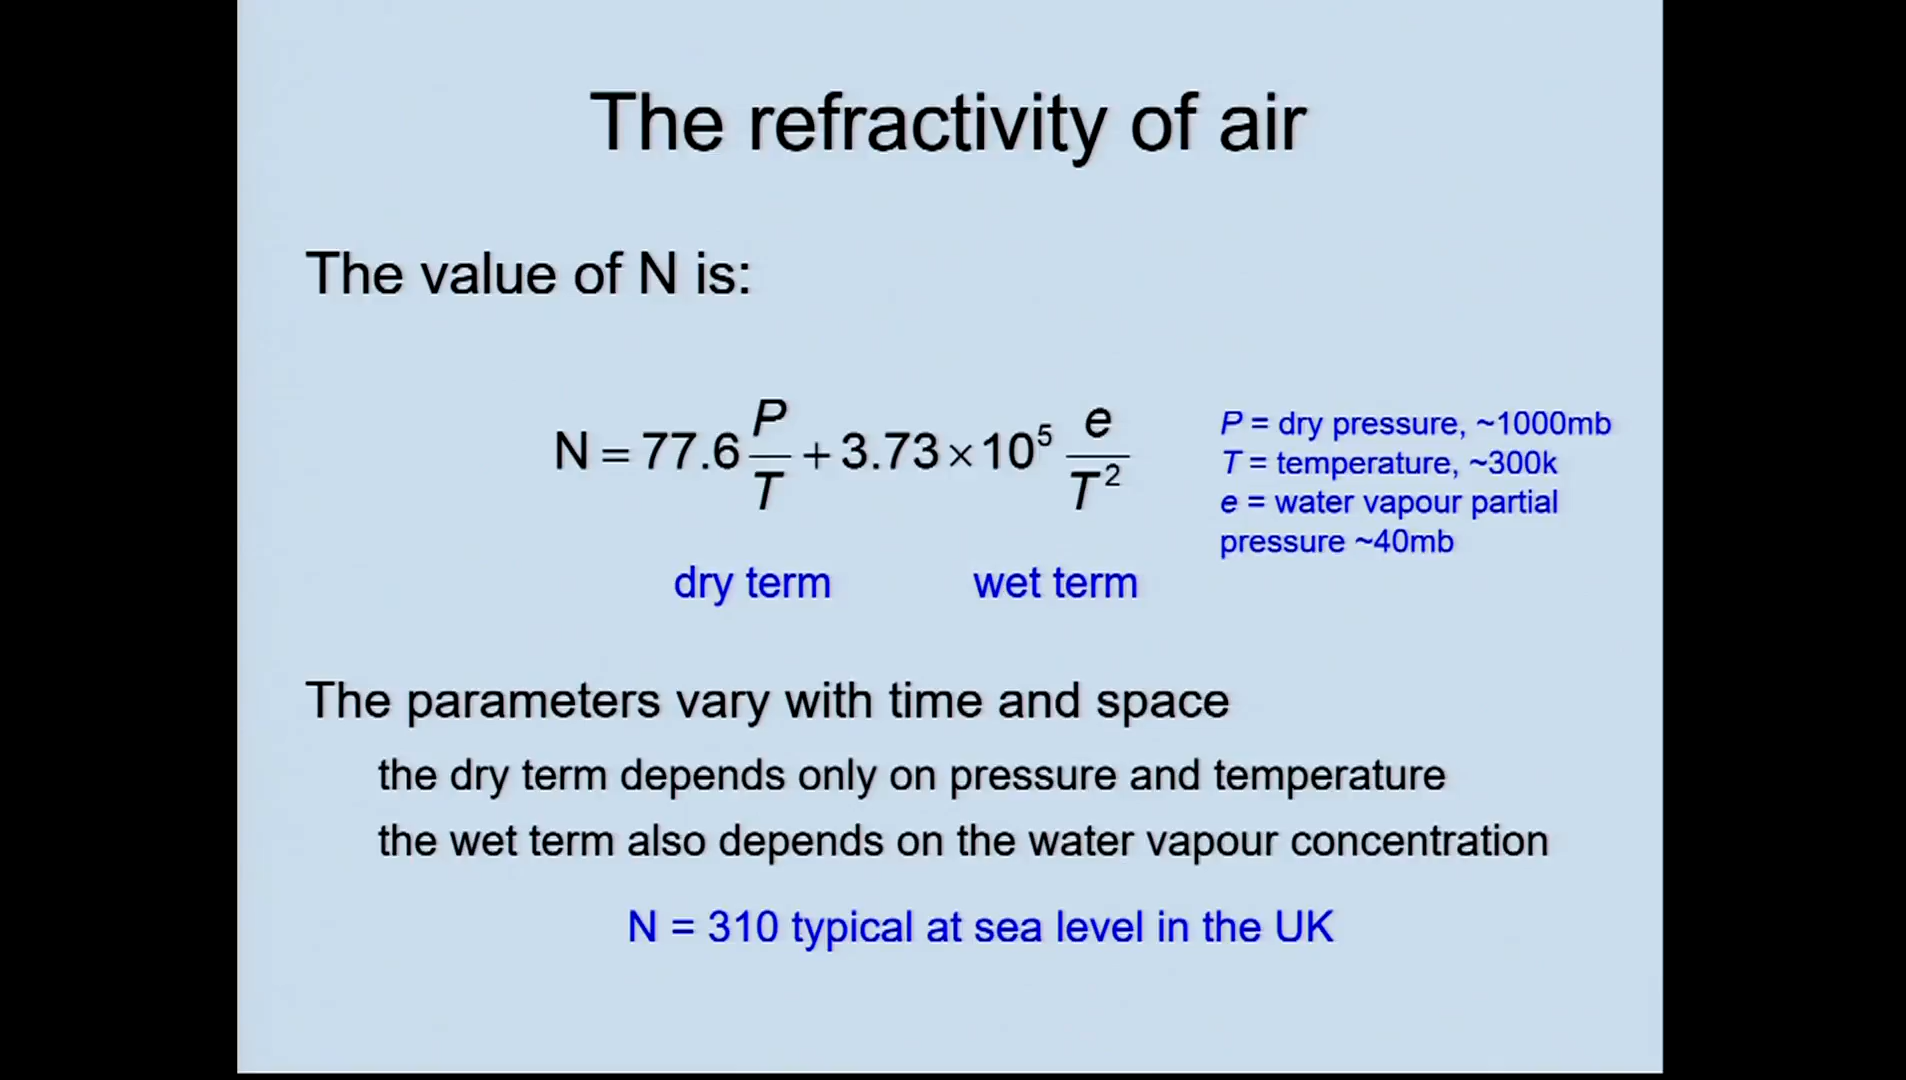 The refractivity of air
The value of N is:
N = 77.6 P/T + 3.73 × 10⁵ e/T²
P = dry pressure, ~1000mb
T = temperature, ~300k
e = water vapour partial
pressure ~40mb
dry term wet term
The parameters vary with time and space
the dry term depends only on pressure and temperature
the wet term also depends on the water vapour concentration
N = 310 typical at sea level in the UK